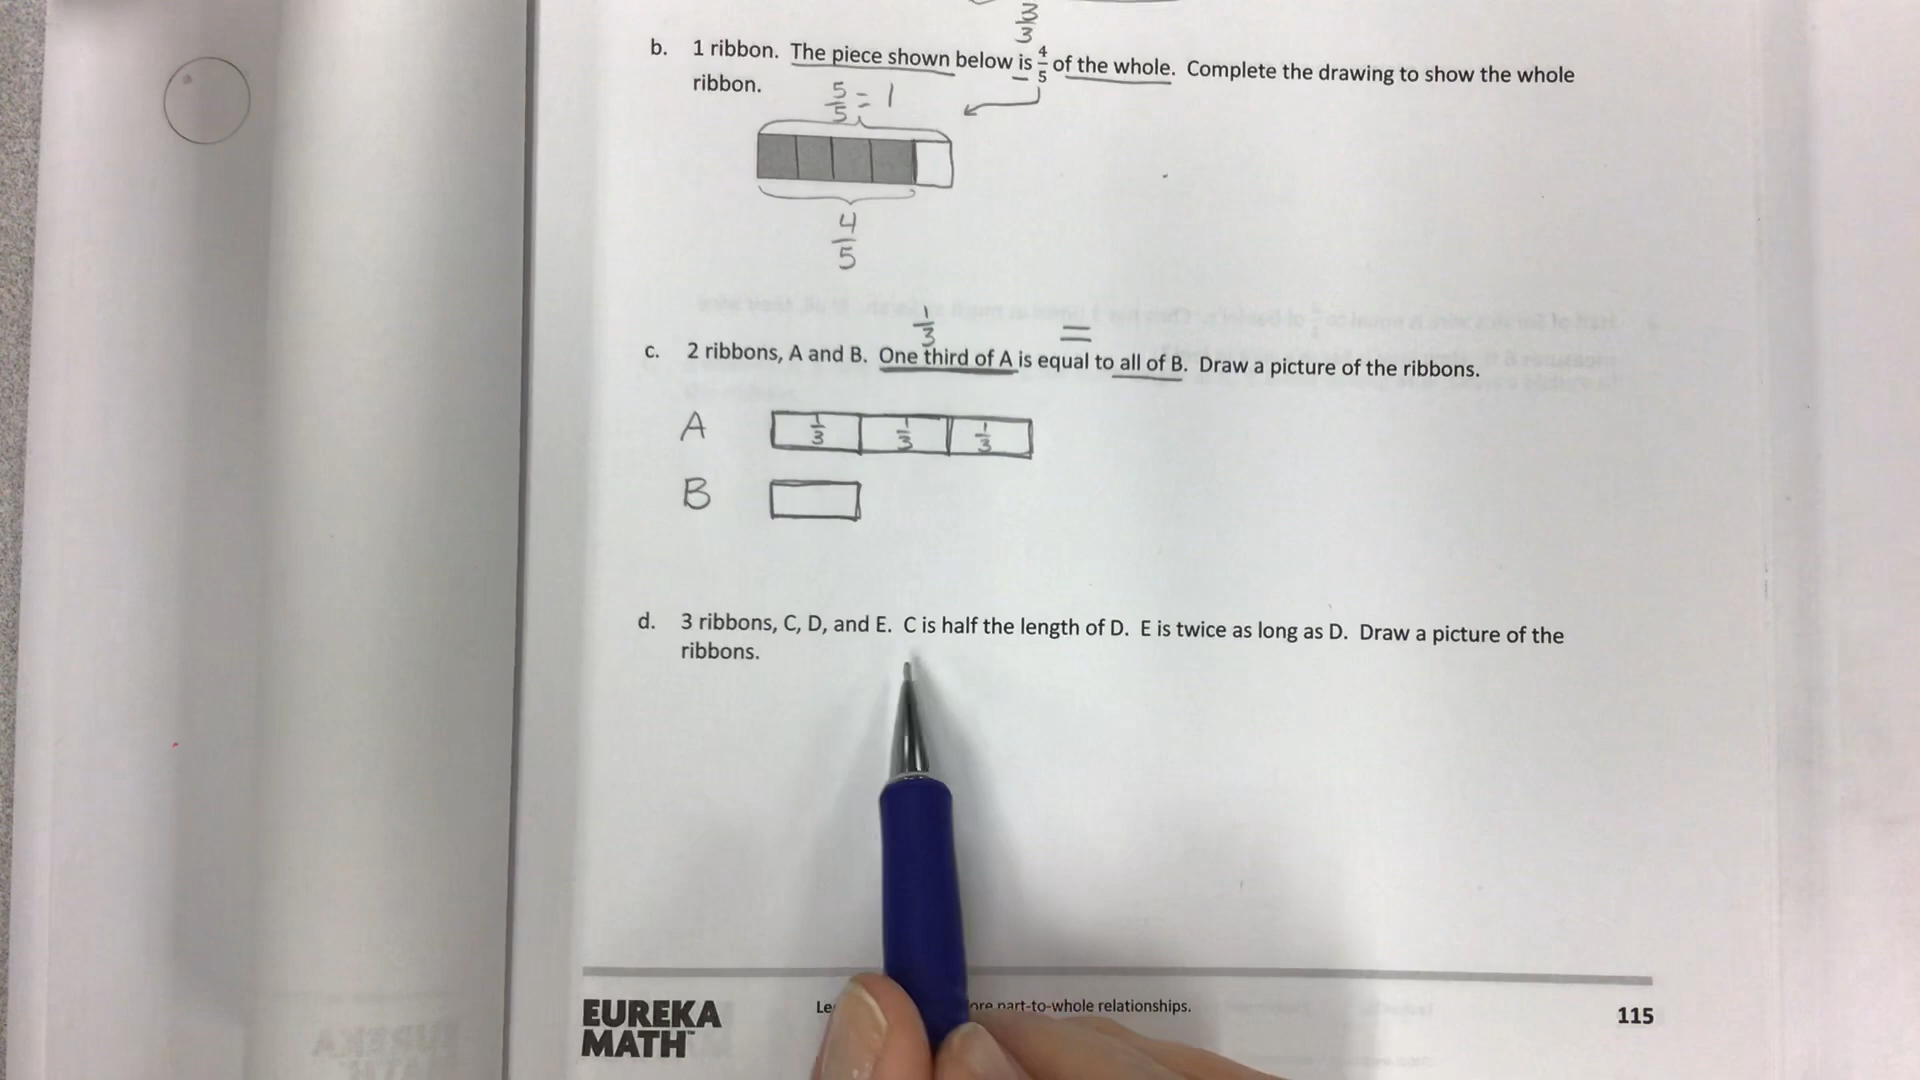 3/3
b. 1 ribbon. The piece shown below is 4/5 of the whole. Complete the drawing to show the whole
ribbon.
5/5 = 1
4/5
1/3 =
c. 2 ribbons, A and B. One third of A is equal to all of B. Draw a picture of the ribbons.
A 1/3 1/3 1/3
B
d. 3 ribbons, C, D, and E. C is half the length of D. E is twice as long as D. Draw a picture of the
ribbons.
EUREKA
MATH™
part-to-whole relationships.
115